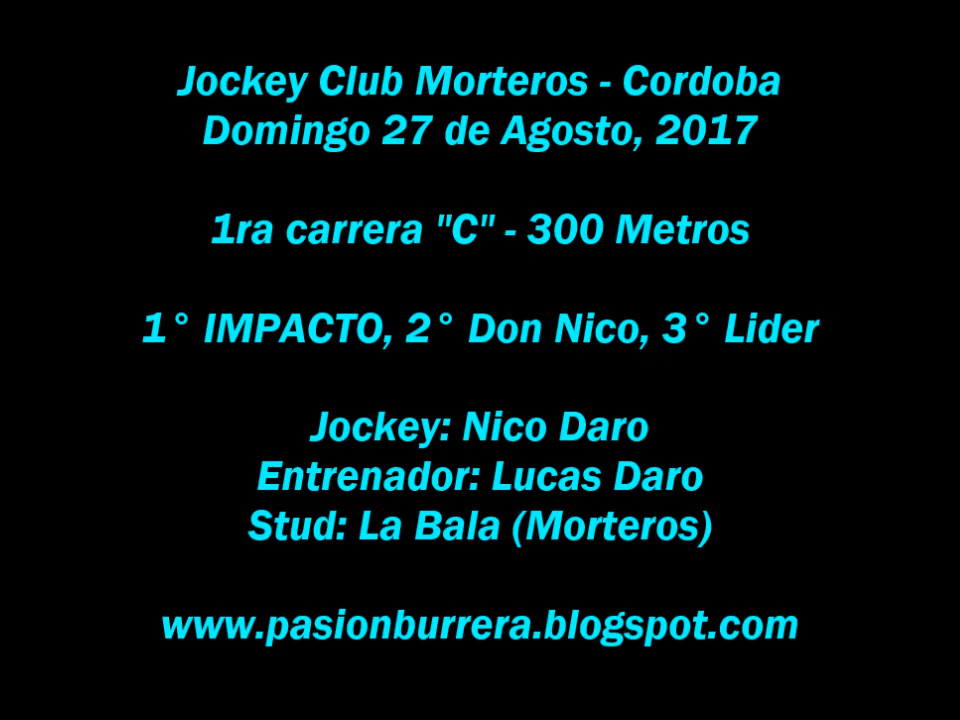 Jockey Club Morteros - Cordoba
Domingo 27 de Agosto, 2017
1ra carrera "C" - 300 Metros
1° IMPACTO, 2° Don Nico, 3° Lider
Jockey: Nico Daro
Entrenador: Lucas Daro
Stud: La Bala (Morteros)
www.pasionburrera.blogspot.com